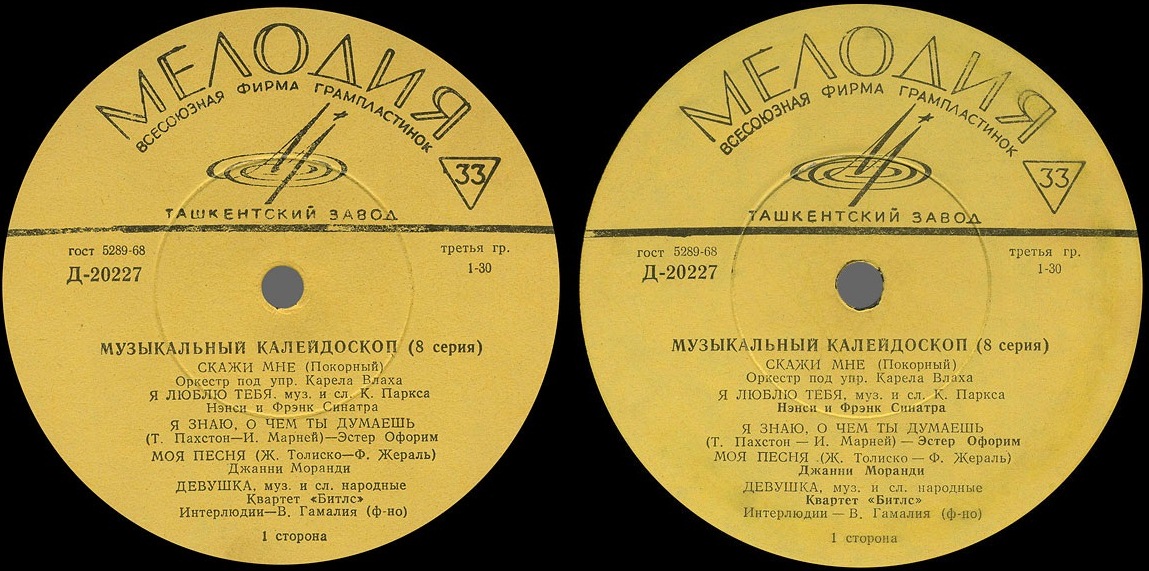 МЕЛОДИЯ
ВСЕСОЮЗНАЯ ФИРМА ГРАМПЛАСТИНОК
33
ТАШКЕНТСКИЙ ЗАВОД
гост 5289-68
третья гр.
Д-20227
1-30
МУЗЫКАЛЬНЫЙ КАЛЕЙДОСКОП (8 серия)
СКАЖИ МНЕ (Покорный)
Оркестр под упр. Карела Влаха
Я ЛЮБЛЮ ТЕБЯ, муз. и сл. К. Паркса
Нэнси и Фрэнк Синатра
Я ЗНАЮ, О ЧЕМ ТЫ ДУМАЕШЬ
(Т. Пахстон—И. Марней)—Эстер Офорим
МОЯ ПЕСНЯ (Ж. Толиско—Ф. Жераль)
Джанни Моранди
ДЕВУШКА, муз. и сл. народные
Квартет «Битлс»
Интерлюдии—В. Гамалия (ф-но)
1 сторона
МЕЛОДИЯ
ВСЕСОЮЗНАЯ ФИРМА ГРАМПЛАСТИНОК
33
ТАШКЕНТСКИЙ ЗАВОД
гост 5289-68
третья гр.
Д-20227
1-30
МУЗЫКАЛЬНЫЙ КАЛЕЙДОСКОП (8 серия)
СКАЖИ МНЕ (Покорный)
Оркестр под упр. Карела Влаха
Я ЛЮБЛЮ ТЕБЯ, муз. и сл. К. Паркса
Нэнси и Фрэнк Синатра
Я ЗНАЮ, О ЧЕМ ТЫ ДУМАЕШЬ
(Т. Пахстон — И. Марней) — Эстер Офорим
МОЯ ПЕСНЯ (Ж. Толиско — Ф. Жераль)
Джанни Моранди
ДЕВУШКА, муз. и сл. народные
Квартет «Битлс»
Интерлюдии — В. Гамалия (ф-но)
1 сторона